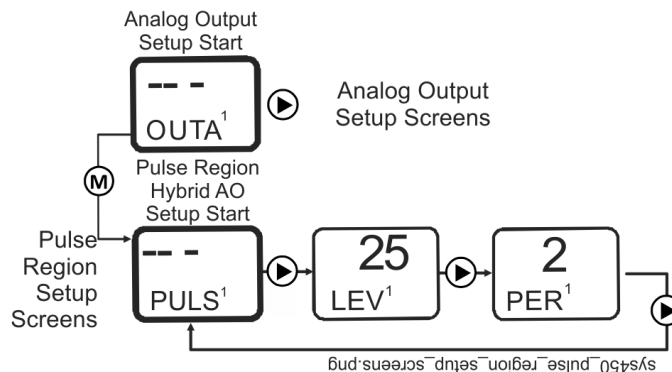 Analog Output
Setup Start
-- -
OUTA1
Analog Output
Setup Screens
M
Pulse Region
Hybrid AO
Setup Start
Pulse
Region
Setup
Screens
-- -
PULS1
25
LEV1
2
PER1
sys450_pulse_region_setup_screens.png